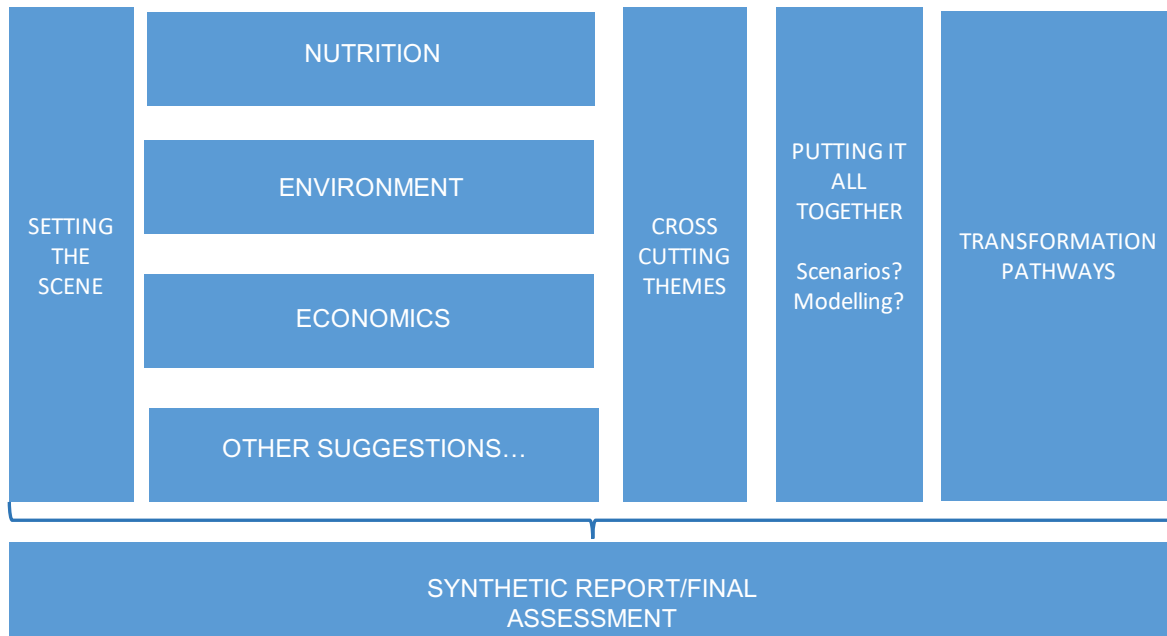 SETTING
THE
SCENE
NUTRITION
ENVIRONMENT
ECONOMICS
OTHER SUGGESTIONS…
CROSS
CUTTING
THEMES
PUTTING IT
ALL
TOGETHER
Scenarios?
Modelling?
TRANSFORMATION
PATHWAYS
SYNTHETIC REPORT/FINAL
ASSESSMENT